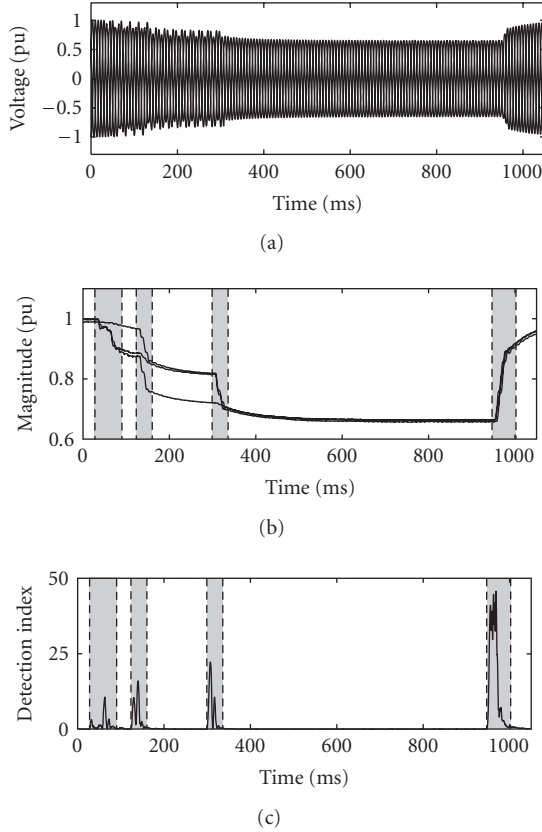 1
0.5
0
−0.5
−1
Voltage (pu)
0 200 400 600 800 1000
Time (ms)
(a)
1
0.8
0.6
Magnitude (pu)
0 200 400 600 800 1000
Time (ms)
(b)
50
25
0
Detection index
0 200 400 600 800 1000
Time (ms)
(c)